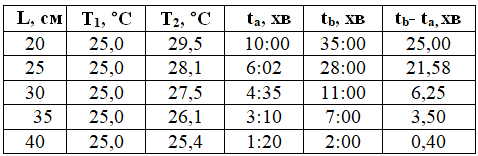 L, см T₁, °C T₂, °C tₐ, хв t_b, хв t_b- tₐ, хв
20 25,0 29,5 10:00 35:00 25,00
25 25,0 28,1 6:02 28:00 21,58
30 25,0 27,5 4:35 11:00 6,25
35 25,0 26,1 3:10 7:00 3,50
40 25,0 25,4 1:20 2:00 0,40